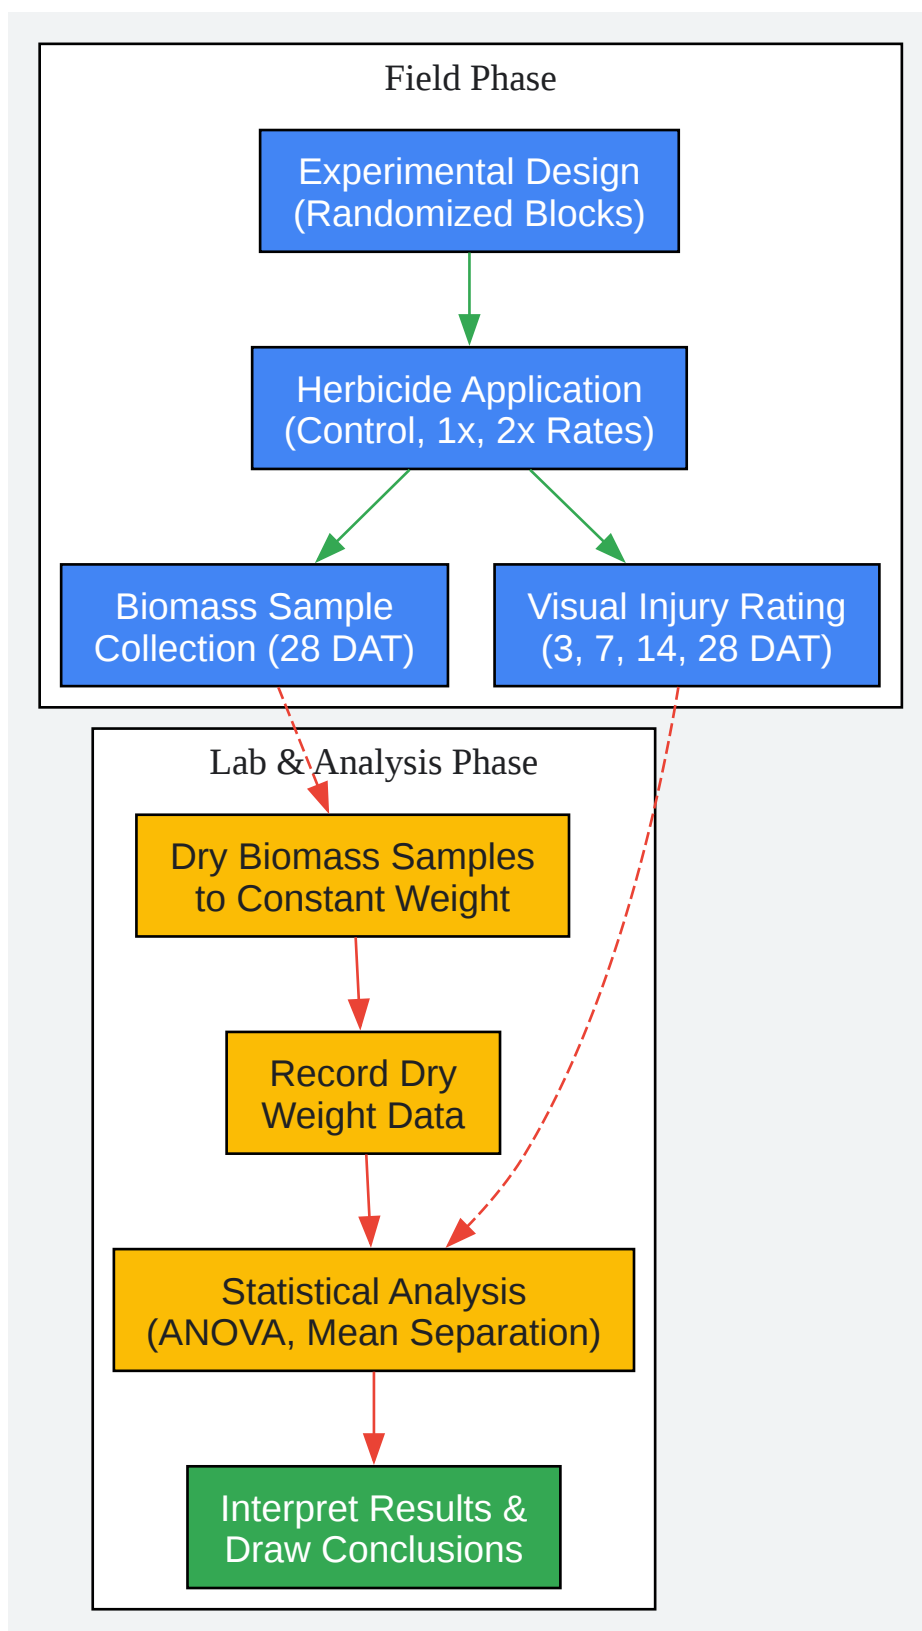 Field Phase
Experimental Design
(Randomized Blocks)
Herbicide Application
(Control, 1x, 2x Rates)
Biomass Sample
Collection (28 DAT)
Visual Injury Rating
(3, 7, 14, 28 DAT)
Lab & Analysis Phase
Dry Biomass Samples
to Constant Weight
Record Dry
Weight Data
Statistical Analysis
(ANOVA, Mean Separation)
Interpret Results &
Draw Conclusions